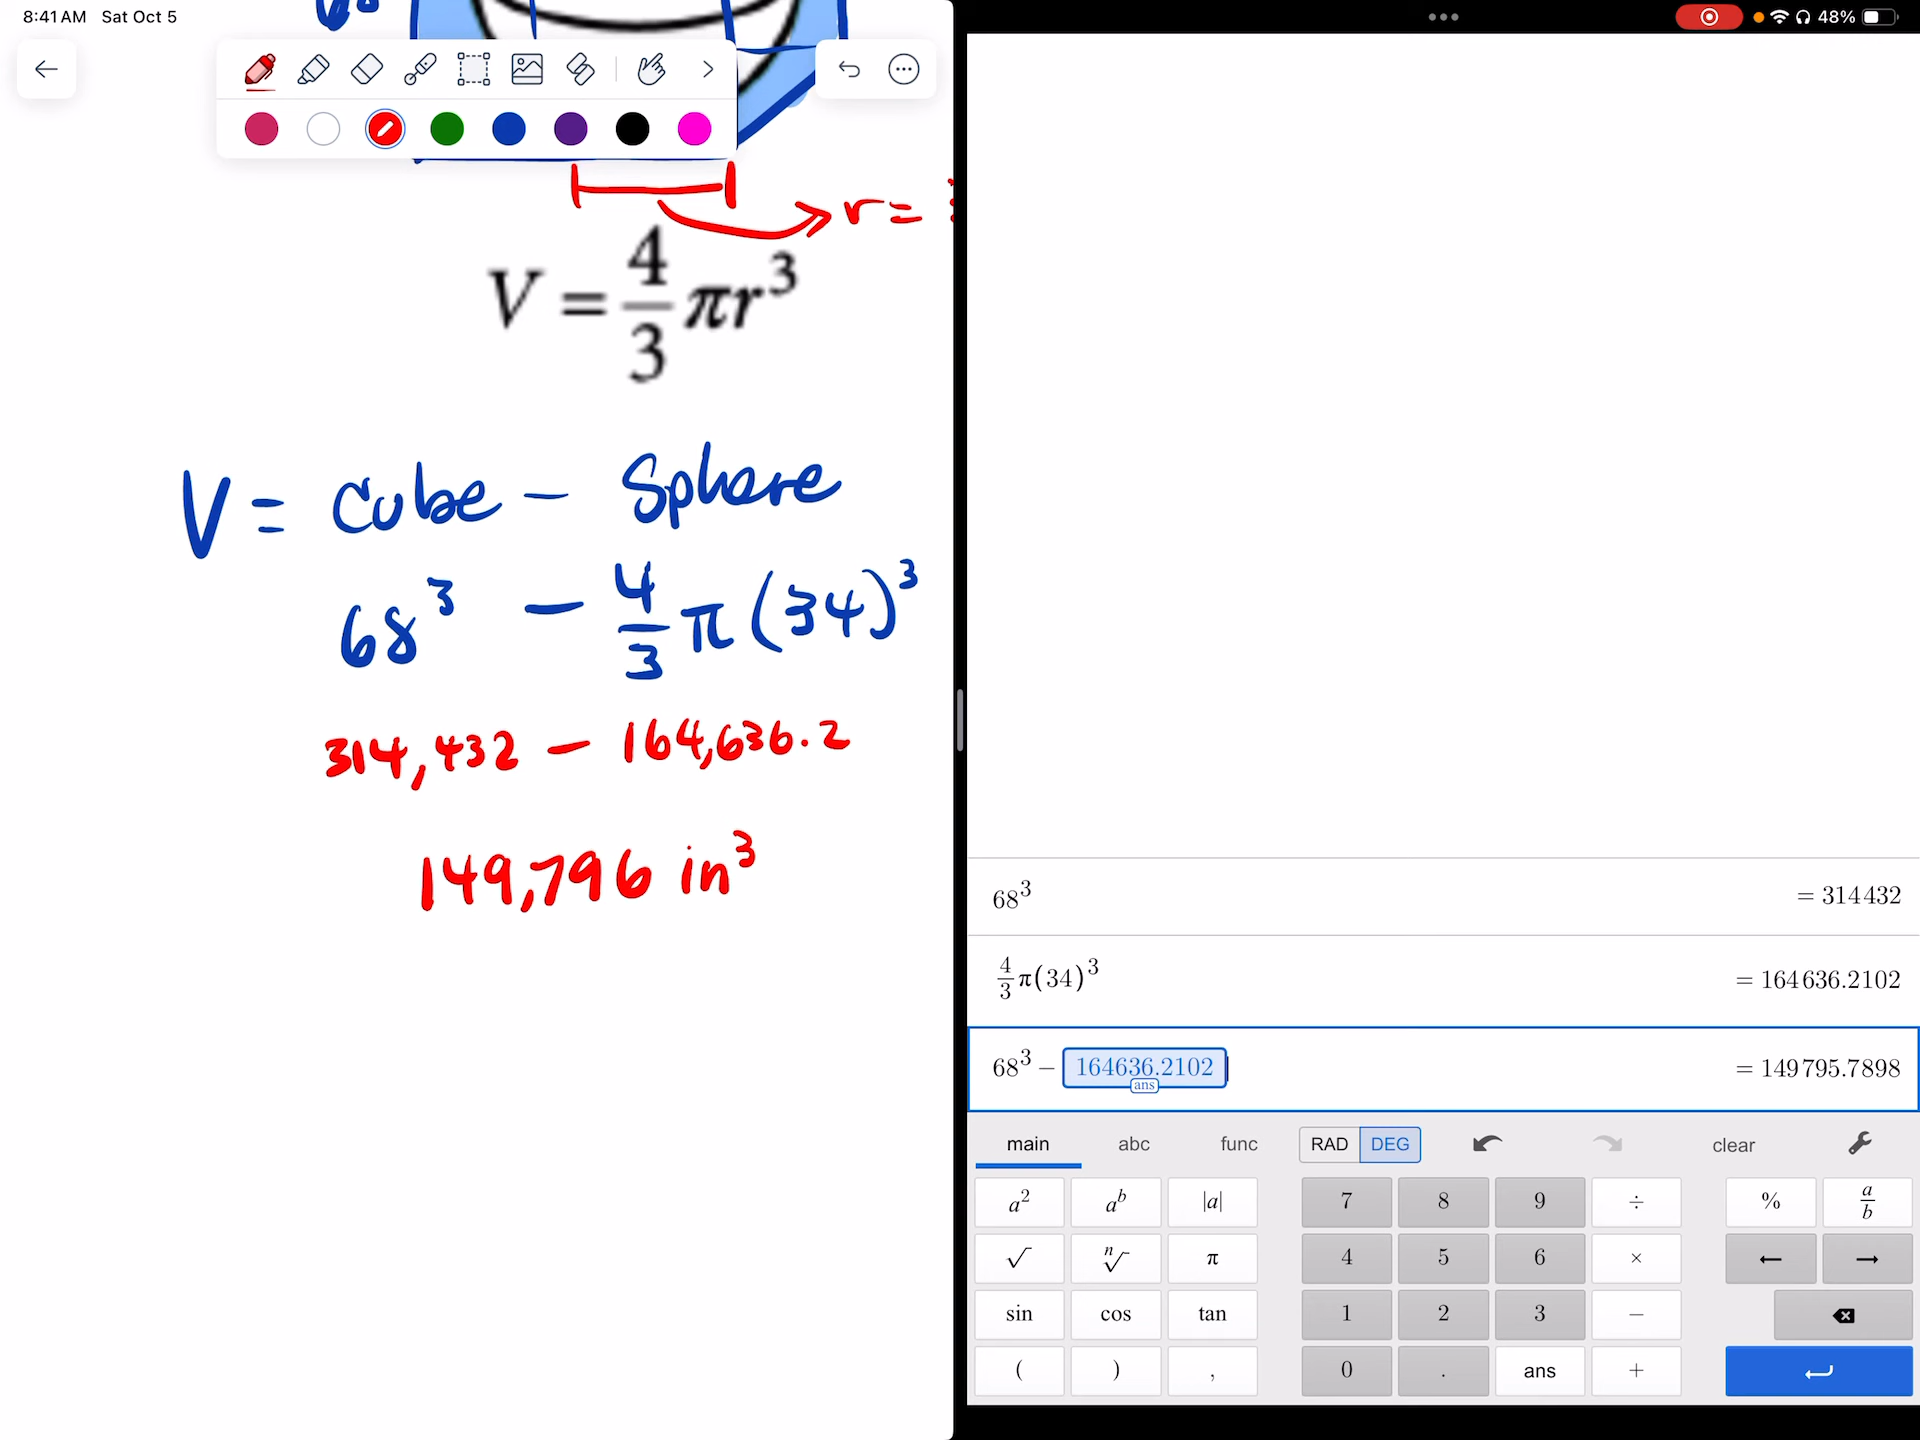 8:41 AM Sat Oct 5
48%
r =
V = 4/3 πr³
V = Cube − Sphere
68³ − 4/3 π (34)³
314,432 − 164,636.2
149,796 in³
68³ = 314432
4/3 π(34)³ = 164636.2102
68³ − 164636.2102 = 149795.7898
ans
main abc func RAD DEG clear
a² aᵇ |a| 7 8 9 ÷ % a/b
√ ⁿ√ π 4 5 6 × ← →
sin cos tan 1 2 3 −
( ) , 0 . ans +